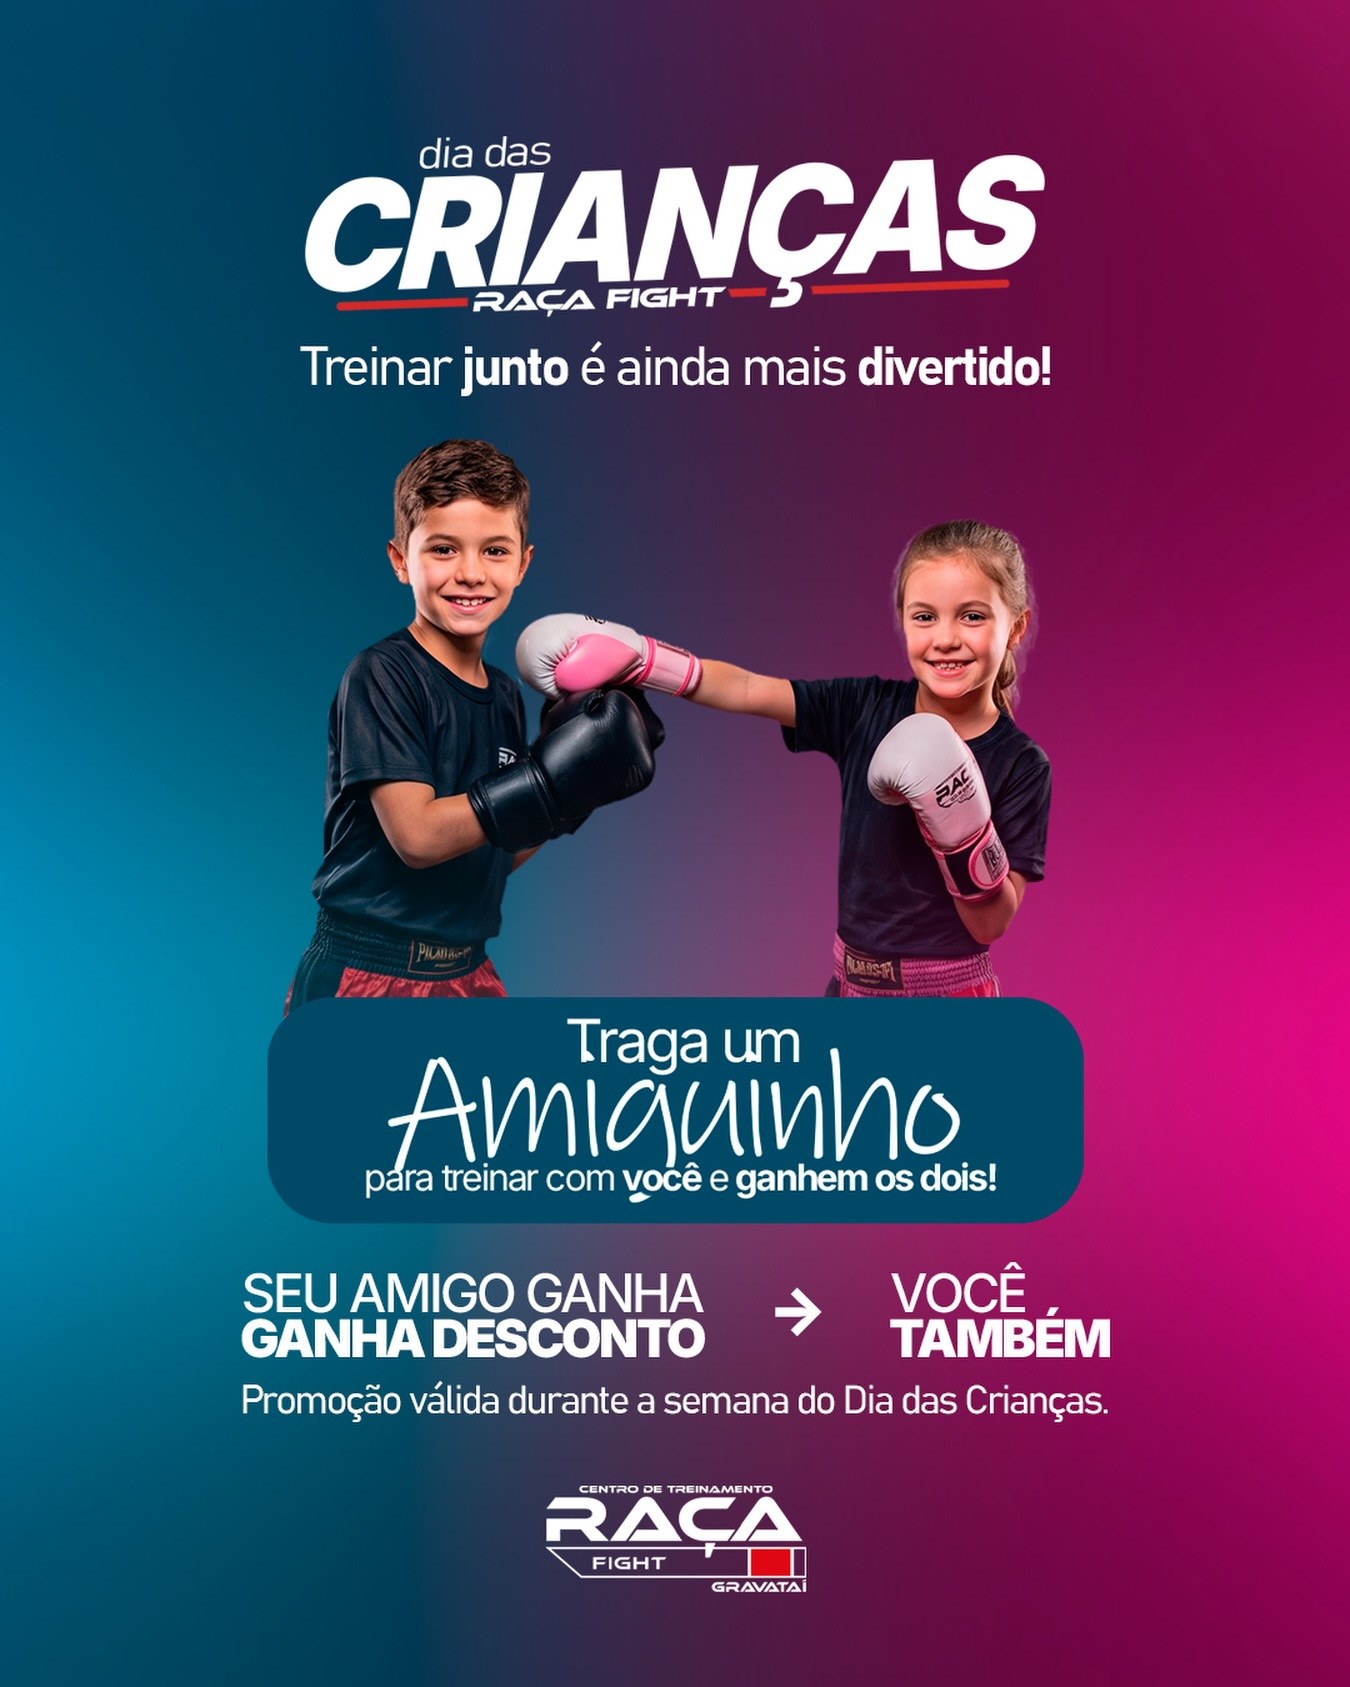 dia das
CRIANÇAS
RAÇA FIGHT
Treinar junto é ainda mais divertido!
Traga um
Amiguinho
para treinar com você e ganhem os dois!
SEU AMIGO GANHA
GANHA DESCONTO
→
VOCÊ
TAMBÉM
Promoção válida durante a semana do Dia das Crianças.
CENTRO DE TREINAMENTO
RAÇA
FIGHT
GRAVATAÍ